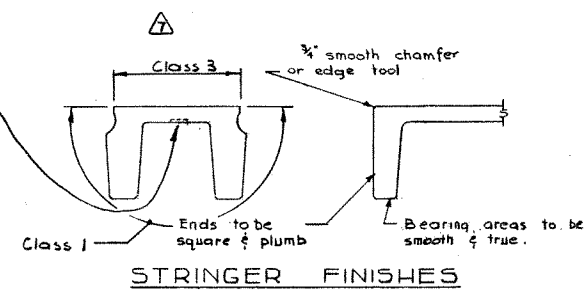 7
Class 3
3/4" smooth chamfer
or edge tool
Class 1
Ends to be
square & plumb
Bearing areas to be
smooth & true.
STRINGER FINISHES